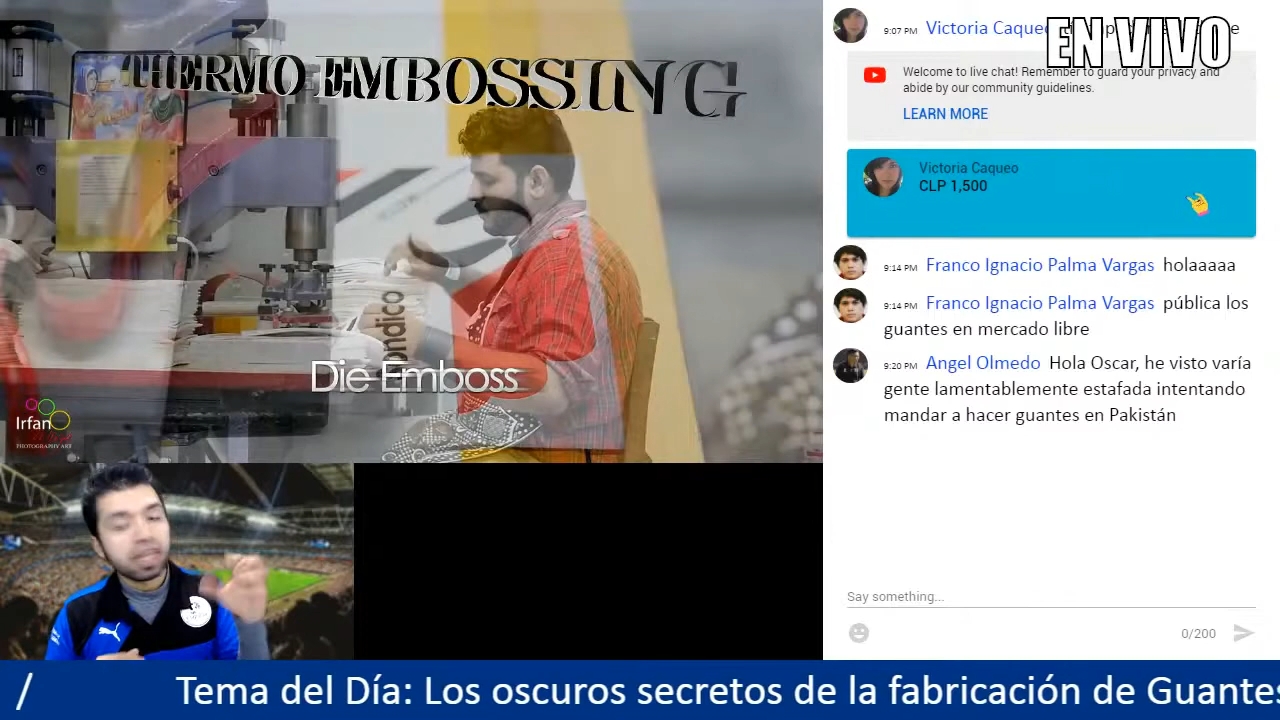 THERMO EMBOSSING
ondico
Die Emboss
Irfan
PHOTOGRAPHY ART
9:07 PM Victoria Caqueo
EN VIVO
Welcome to live chat! Remember to guard your privacy and
abide by our community guidelines.
LEARN MORE
Victoria Caqueo
CLP 1,500
9:14 PM Franco Ignacio Palma Vargas holaaaaa
9:14 PM Franco Ignacio Palma Vargas pública los
guantes en mercado libre
9:20 PM Angel Olmedo Hola Oscar, he visto varía
gente lamentablemente estafada intentando
mandar a hacer guantes en Pakistán
Say something...
0/200
/ Tema del Día: Los oscuros secretos de la fabricación de Guantes